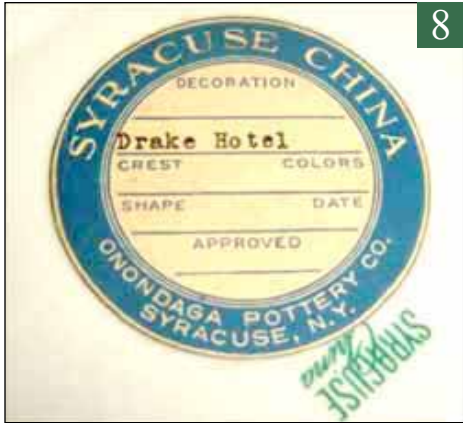 8
SYRACUSE CHINA
DECORATION
Drake Hotel
CREST COLORS
SHAPE DATE
APPROVED
ONONDAGA POTTERY CO.
SYRACUSE, N.Y.
SYRACUSE
China